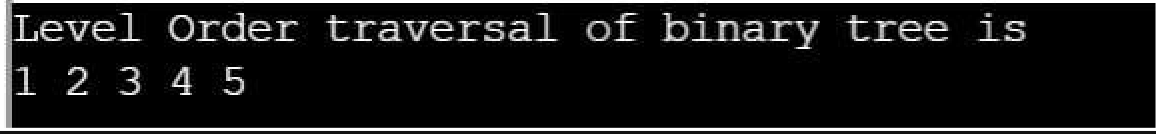 Level Order traversal of binary tree is
1 2 3 4 5